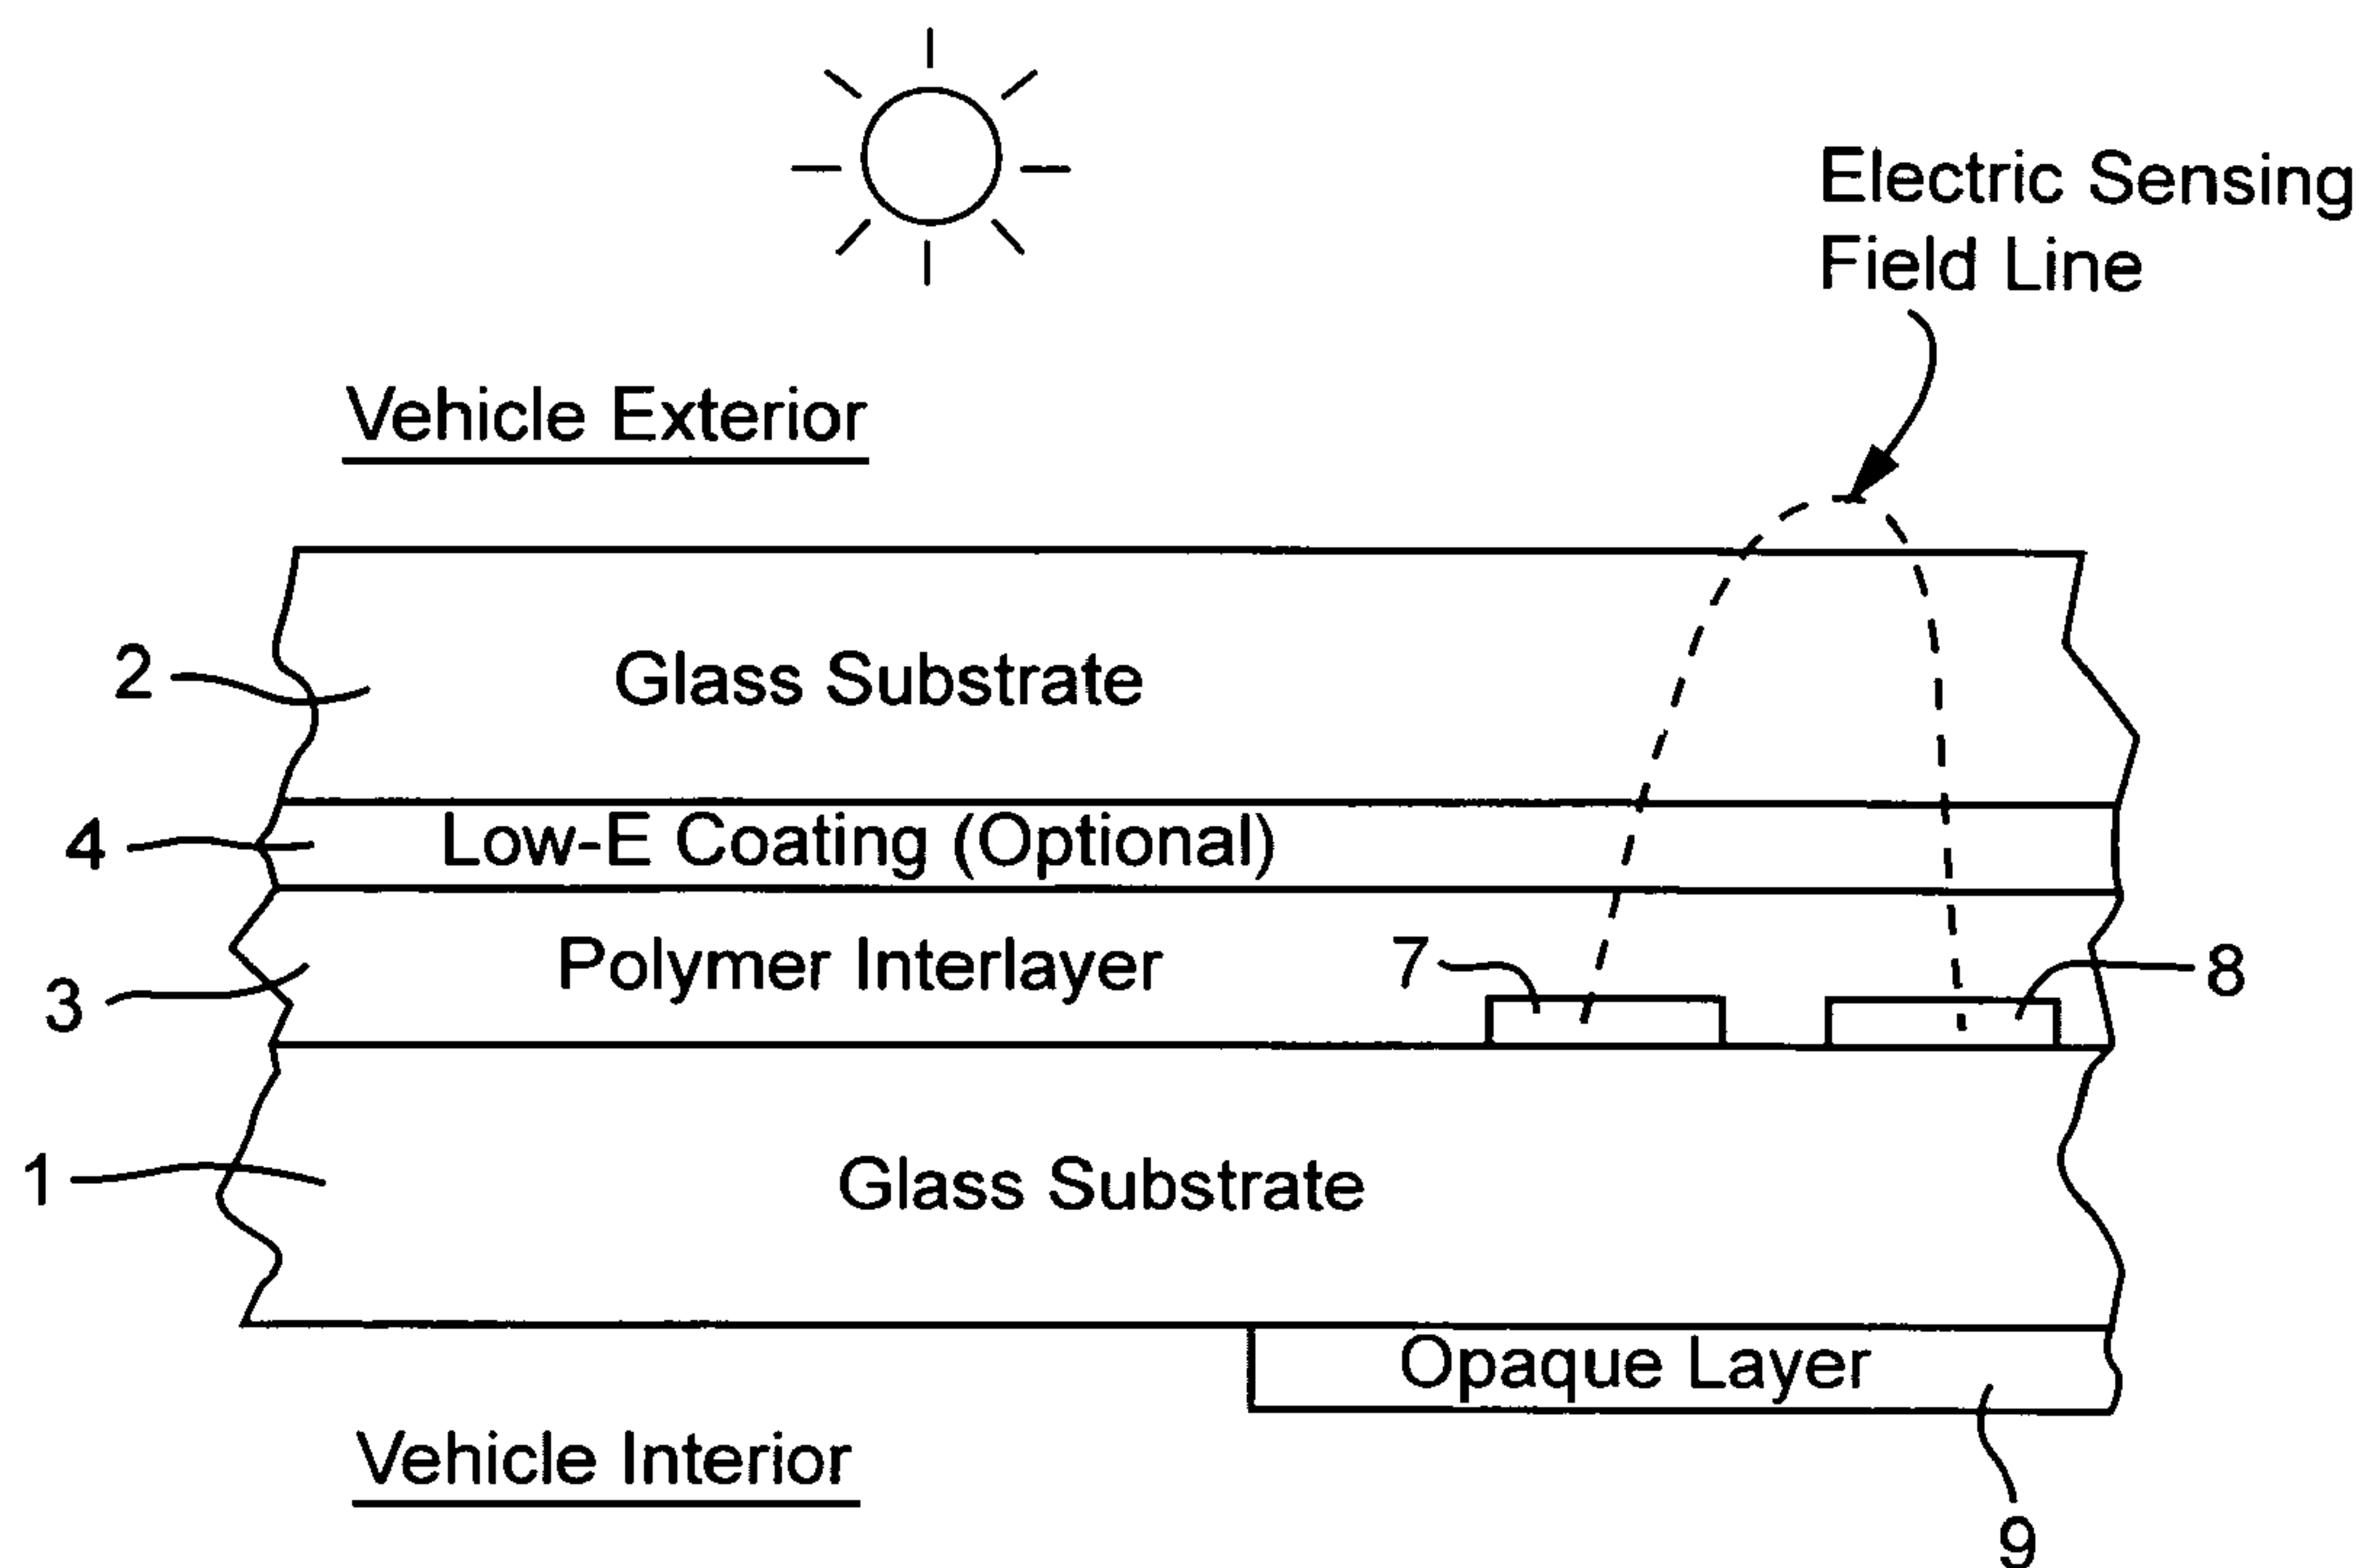 Electric Sensing
Field Line
Vehicle Exterior
2
Glass Substrate
4
Low-E Coating (Optional)
3
Polymer Interlayer
7
8
1
Glass Substrate
Opaque Layer
Vehicle Interior
9